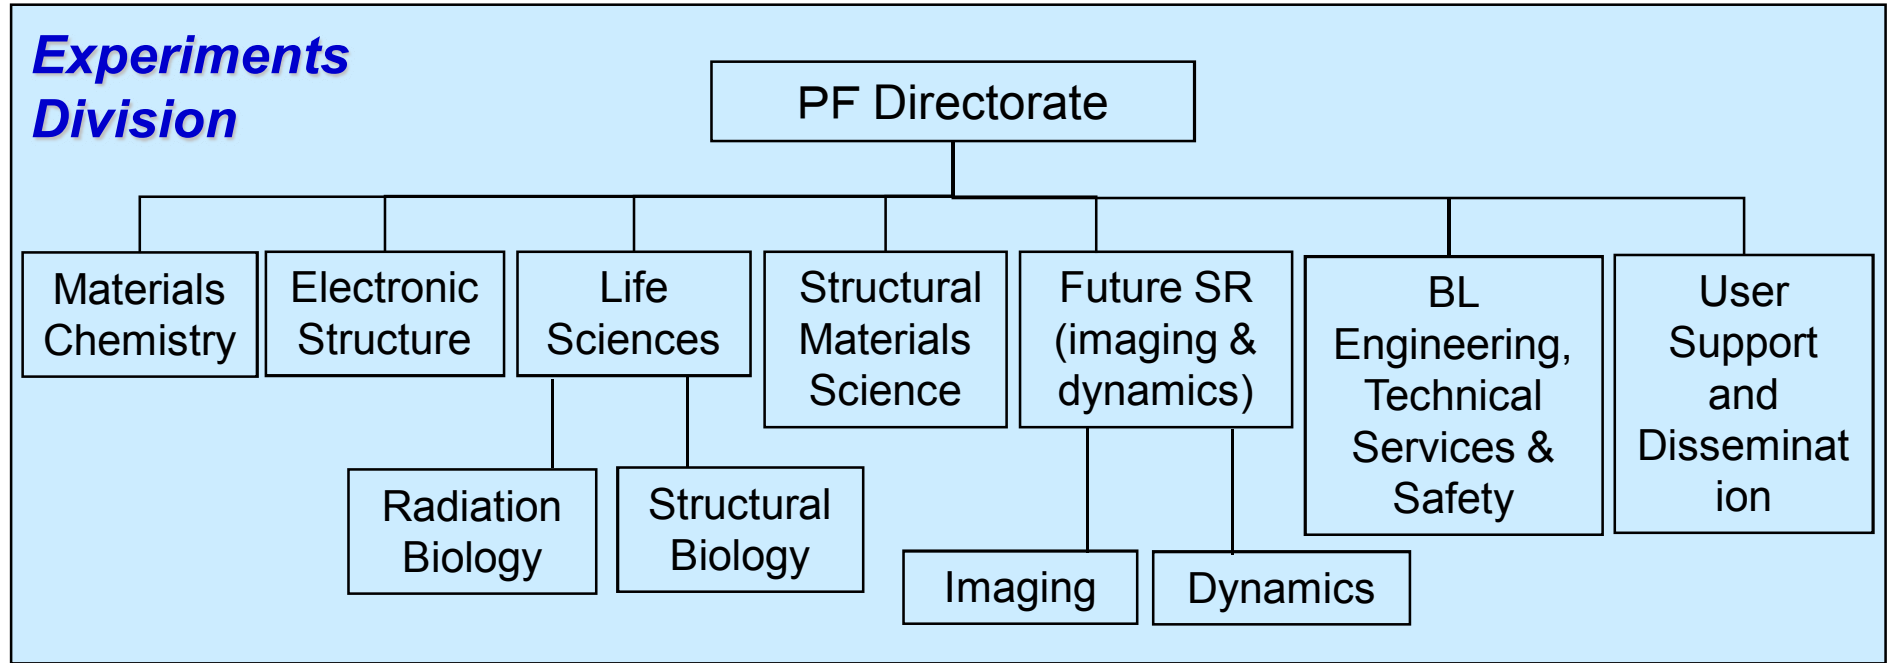 Experiments
Division
PF Directorate
Materials
Chemistry
Electronic
Structure
Life
Sciences
Structural
Materials
Science
Future SR
(imaging &
dynamics)
BL
Engineering,
Technical
Services &
Safety
User
Support
and
Disseminat
ion
Radiation
Biology
Structural
Biology
Imaging
Dynamics